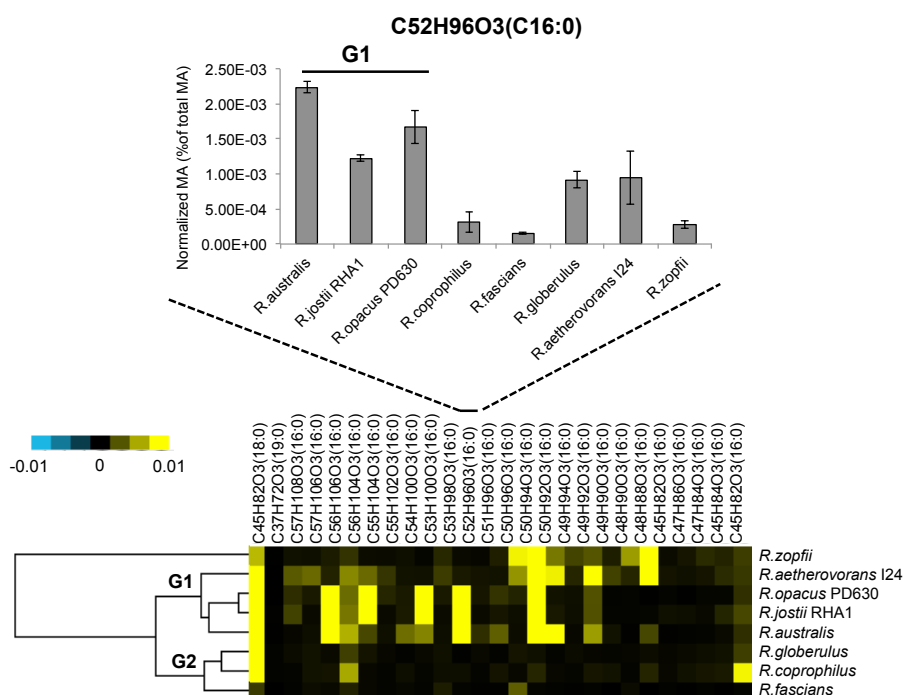 C52H96O3(C16:0)
G1
Normalized MA (%of total MA)
2.50E-03
2.00E-03
1.50E-03
1.00E-03
5.00E-04
0.00E+00
R.australis
R.jostii RHA1
R.opacus PD630
R.coprophilus
R.fascians
R.globerulus
R.aetherovorans I24
R.zopfii
-0.01 0 0.01
C45H82O3(18:0)
C37H72O3(19:0)
C57H108O3(16:0)
C57H106O3(16:0)
C56H106O3(16:0)
C56H104O3(16:0)
C55H104O3(16:0)
C55H102O3(16:0)
C54H100O3(16:0)
C53H100O3(16:0)
C53H98O3(16:0)
C52H9603(16:0)
C51H96O3(16:0)
C50H96O3(16:0)
C50H94O3(16:0)
C50H92O3(16:0)
C49H94O3(16:0)
C49H92O3(16:0)
C49H90O3(16:0)
C48H90O3(16:0)
C48H88O3(16:0)
C45H82O3(16:0)
C47H86O3(16:0)
C47H84O3(16:0)
C45H84O3(16:0)
C45H82O3(16:0)
G1
G2
R.zopfii
R.aetherovorans I24
R.opacus PD630
R.jostii RHA1
R.australis
R.globerulus
R.coprophilus
R.fascians